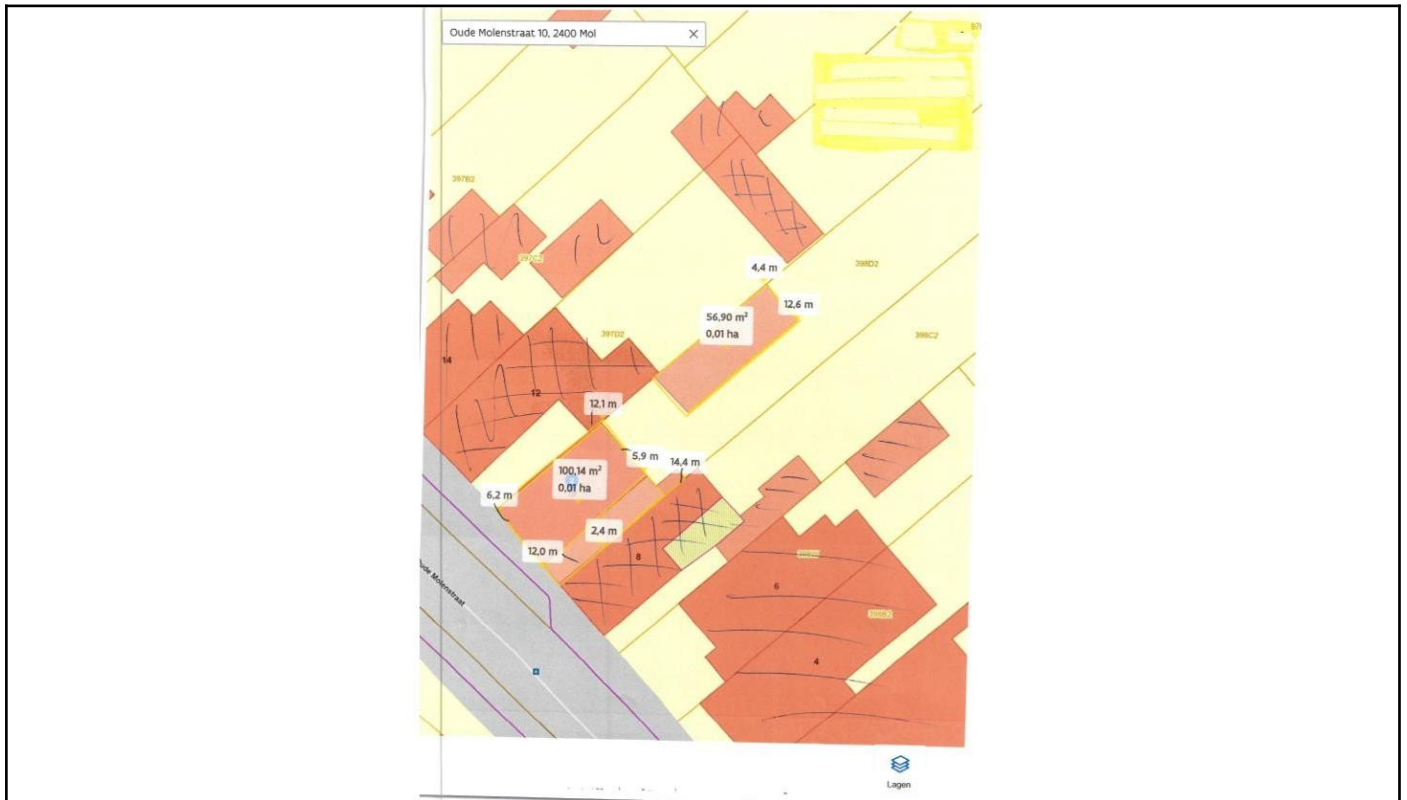 Oude Molenstraat 10, 2400 Mol
397B2
397C2
4,4 m
398D2
12,6 m
56,90 m²
0,01 ha
397D2
398C2
14
12
12,1 m
5,9 m
14,4 m
100,14 m²
0,01 ha
6,2 m
2,4 m
12,0 m
8
6
4
Oude Molenstraat
Lagen